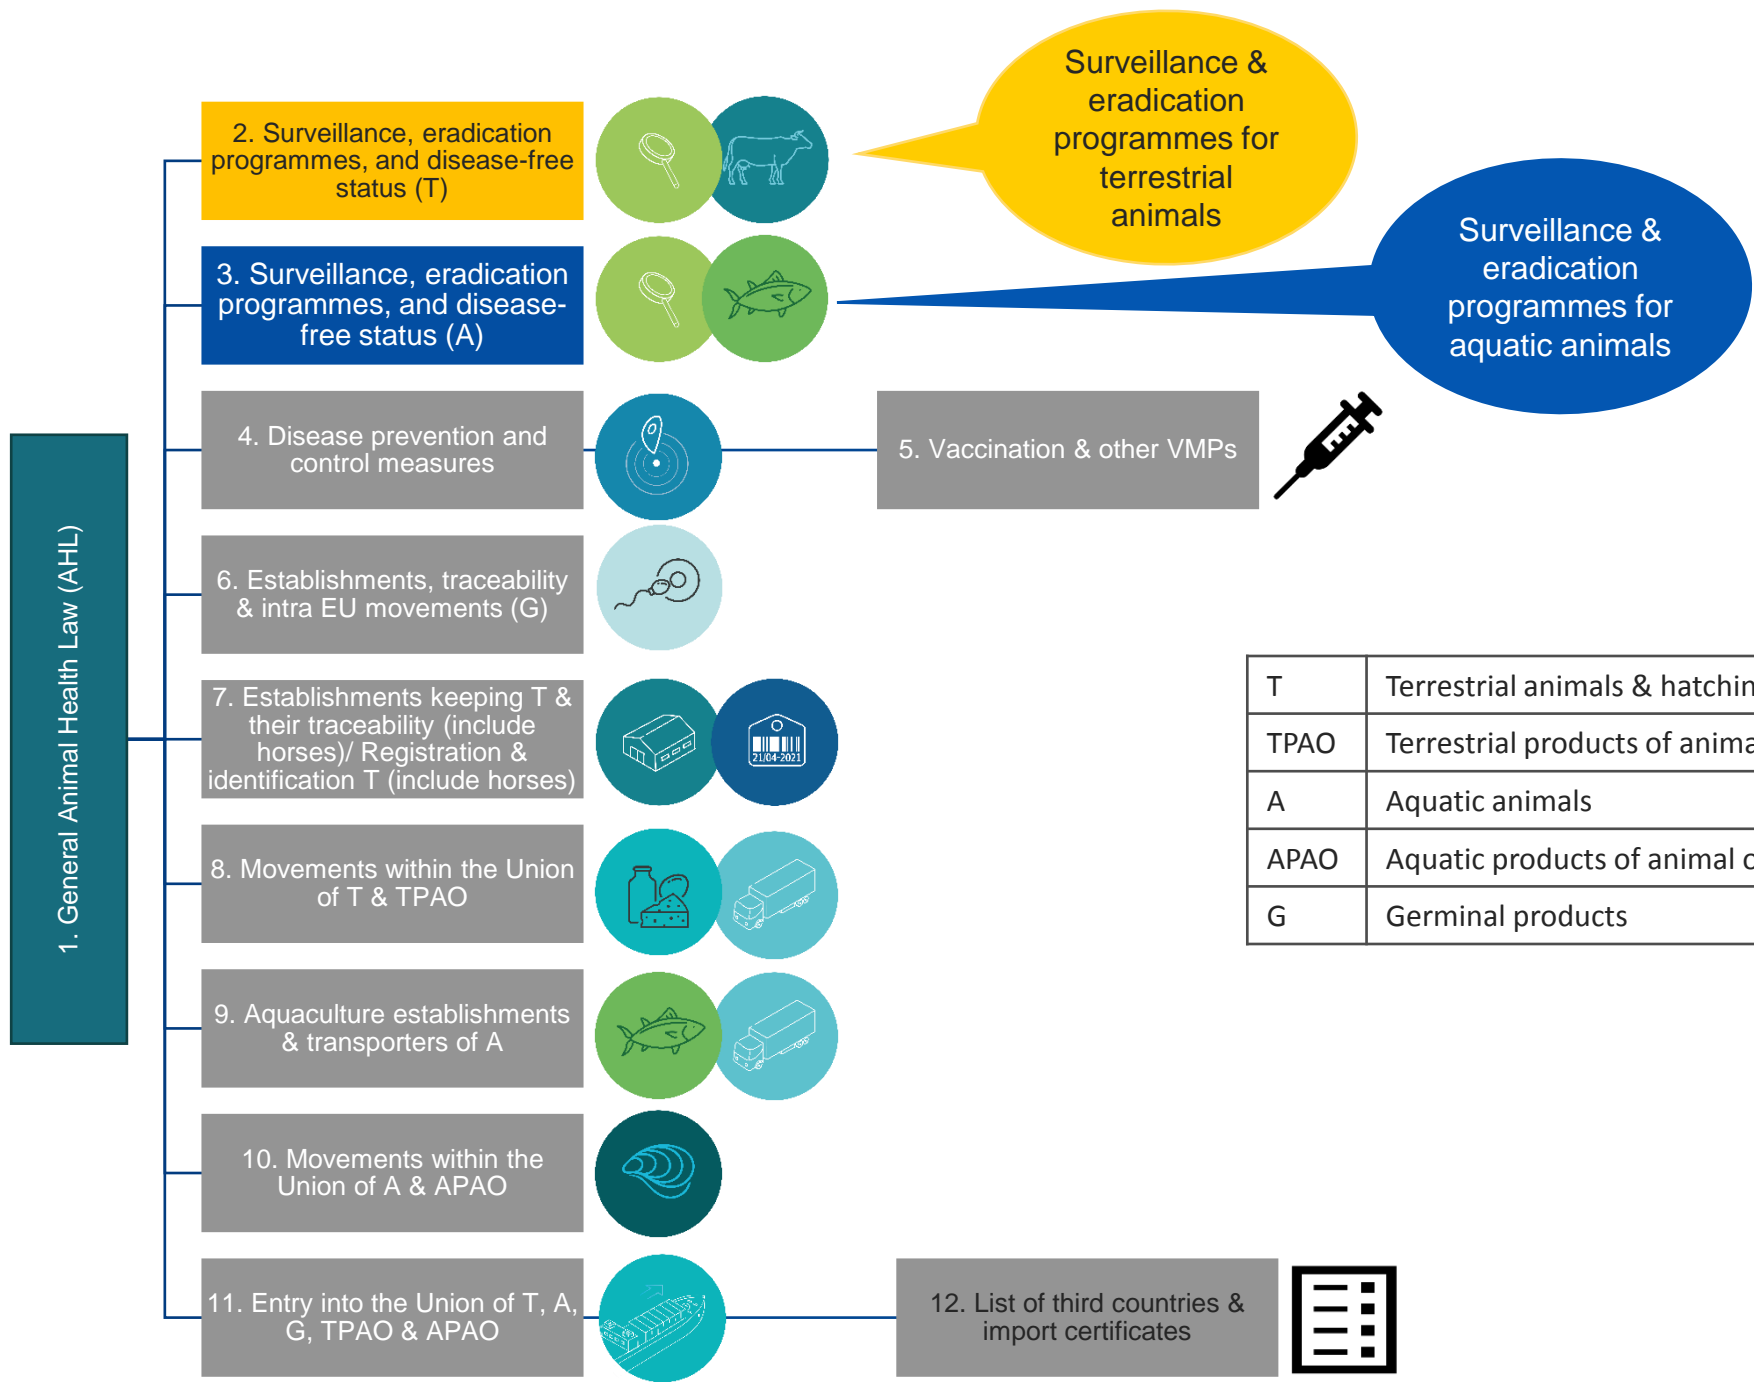 Surveillance &
eradication
programmes for
terrestrial
animals
Surveillance &
eradication
programmes for
aquatic animals
1. General Animal Health Law (AHL)
2. Surveillance, eradication
programmes, and disease-free
status (T)
3. Surveillance, eradication
programmes, and disease-
free status (A)
4. Disease prevention and
control measures
5. Vaccination & other VMPs
6. Establishments, traceability
& intra EU movements (G)
7. Establishments keeping T &
their traceability (include
horses)/ Registration &
identification T (include horses)
21/04-2021
8. Movements within the Union
of T & TPAO
9. Aquaculture establishments
& transporters of A
10. Movements within the
Union of A & APAO
11. Entry into the Union of T, A,
G, TPAO & APAO
12. List of third countries &
import certificates
T Terrestrial animals & hatchin
TPAO Terrestrial products of anima
A Aquatic animals
APAO Aquatic products of animal o
G Germinal products